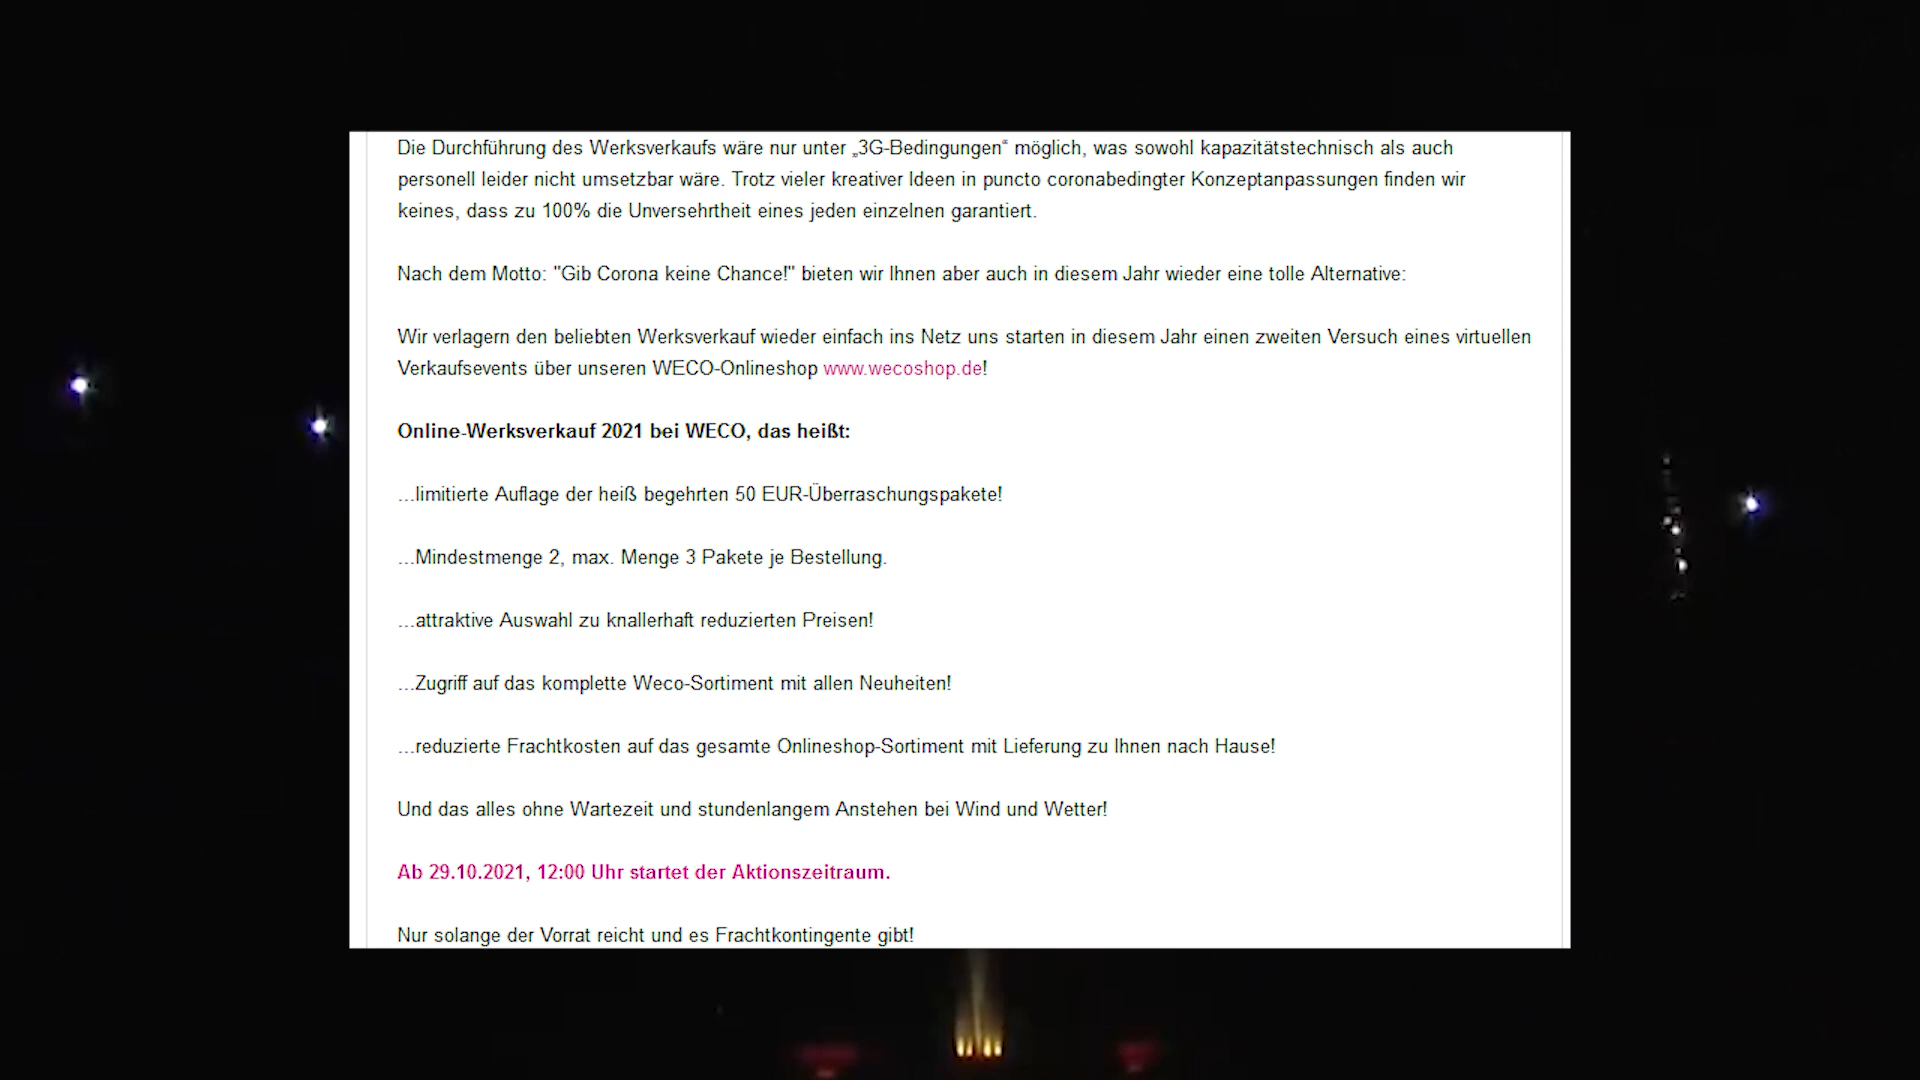 Die Durchführung des Werksverkaufs wäre nur unter „3G-Bedingungen“ möglich, was sowohl kapazitätstechnisch als auch
personell leider nicht umsetzbar wäre. Trotz vieler kreativer Ideen in puncto coronabedingter Konzeptanpassungen finden wir
keines, dass zu 100% die Unversehrtheit eines jeden einzelnen garantiert.
Nach dem Motto: "Gib Corona keine Chance!" bieten wir Ihnen aber auch in diesem Jahr wieder eine tolle Alternative:
Wir verlagern den beliebten Werksverkauf wieder einfach ins Netz uns starten in diesem Jahr einen zweiten Versuch eines virtuellen
Verkaufsevents über unseren WECO-Onlineshop www.wecoshop.de!
Online-Werksverkauf 2021 bei WECO, das heißt:
...limitierte Auflage der heiß begehrten 50 EUR-Überraschungspakete!
...Mindestmenge 2, max. Menge 3 Pakete je Bestellung.
...attraktive Auswahl zu knallerhaft reduzierten Preisen!
...Zugriff auf das komplette Weco-Sortiment mit allen Neuheiten!
...reduzierte Frachtkosten auf das gesamte Onlineshop-Sortiment mit Lieferung zu Ihnen nach Hause!
Und das alles ohne Wartezeit und stundenlangem Anstehen bei Wind und Wetter!
Ab 29.10.2021, 12:00 Uhr startet der Aktionszeitraum.
Nur solange der Vorrat reicht und es Frachtkontingente gibt!